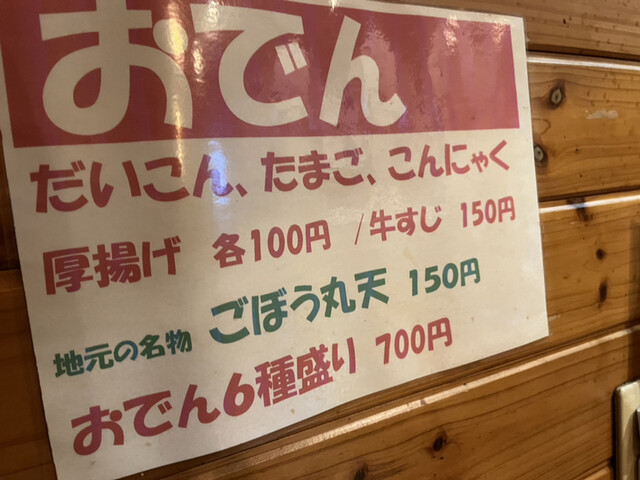 おでん
だいこん、たまご、こんにゃく
厚揚げ 各100円 /牛すじ 150円
地元の名物 ごぼう丸天 150円
おでん6種盛り 700円